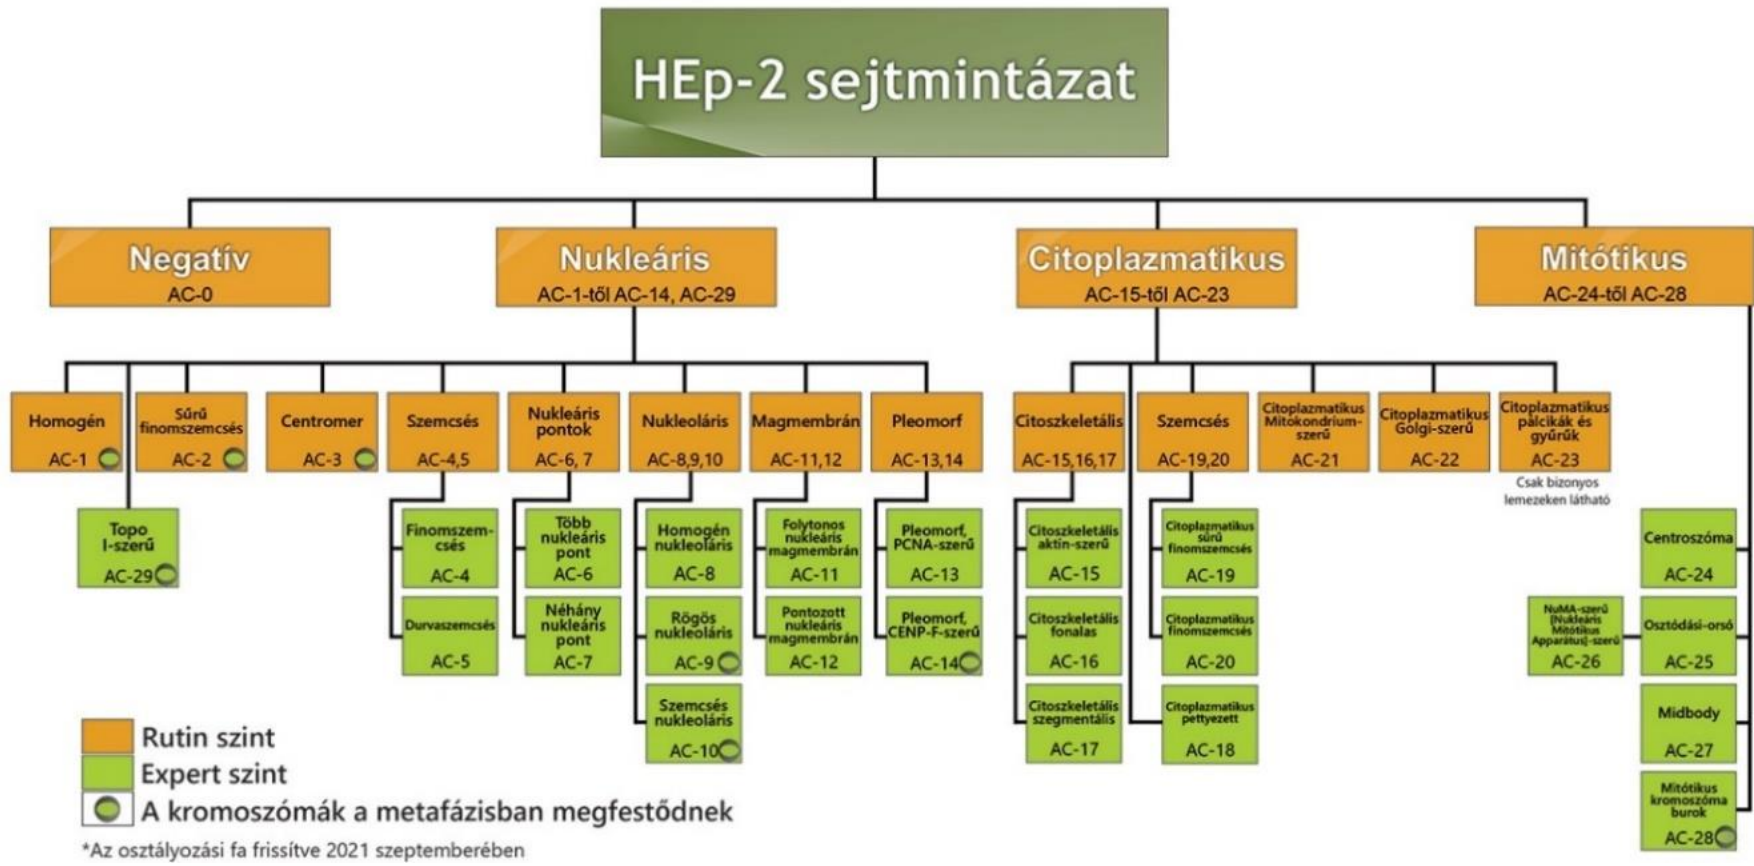 HEp-2 sejtmintázat
Negatív
AC-0
Nukleáris
AC-1-től AC-14, AC-29
Citoplazmatikus
AC-15-től AC-23
Mitótikus
AC-24-től AC-28
Homogén
AC-1
Sűrű
finomszemcsés
AC-2
Centromer
AC-3
Szemcsés
AC-4,5
Nukleáris
pontok
AC-6, 7
Nukleoláris
AC-8,9,10
Magmembrán
AC-11,12
Pleomorf
AC-13,14
Citoszkeletális
AC-15,16,17
Szemcsés
AC-19,20
Citoplazmatikus
Mitokondrium-
szerű
AC-21
Citoplazmatikus
Golgi-szerű
AC-22
Citoplazmatikus
pálcikák és
gyűrűk
AC-23
Csak bizonyos
lemezeken látható
Topo
I-szerű
AC-29
Finomszem-
csés
AC-4
Durvaszemcsés
AC-5
Több
nukleáris
pont
AC-6
Néhány
nukleáris
pont
AC-7
Homogén
nukleoláris
AC-8
Rögös
nukleoláris
AC-9
Szemcsés
nukleoláris
AC-10
Folytonos
nukleáris
magmembrán
AC-11
Pontozott
nukleáris
magmembrán
AC-12
Pleomorf,
PCNA-szerű
AC-13
Pleomorf,
CENP-F-szerű
AC-14
Citoszkeletális
aktin-szerű
AC-15
Citoszkeletális
fonalas
AC-16
Citoszkeletális
szegmentális
AC-17
Citoplazmatikus
sűrű
finomszemcsés
AC-19
Citoplazmatikus
finomszemcsés
AC-20
Citoplazmatikus
pettyezett
AC-18
Centroszóma
AC-24
NuMA-szerű
(Nukleáris
Mitótikus
Apparátus)-szerű
AC-26
Osztódási-orsó
AC-25
Midbody
AC-27
Mitótikus
kromoszóma
burok
AC-28
Rutin szint
Expert szint
A kromoszómák a metafázisban megfestődnek
*Az osztályozási fa frissítve 2021 szeptemberében